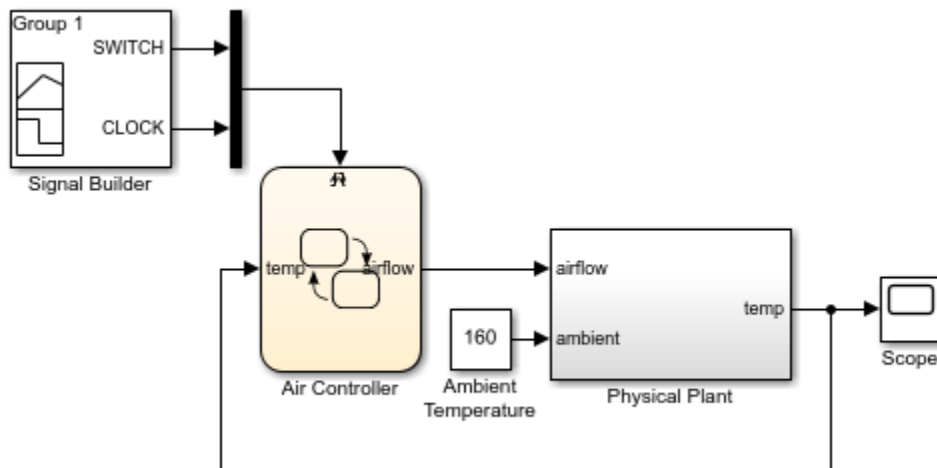 Group 1
SWITCH
CLOCK
Signal Builder
temp
airflow
Air Controller
160
Ambient
Temperature
airflow
ambient
temp
Physical Plant
Scope